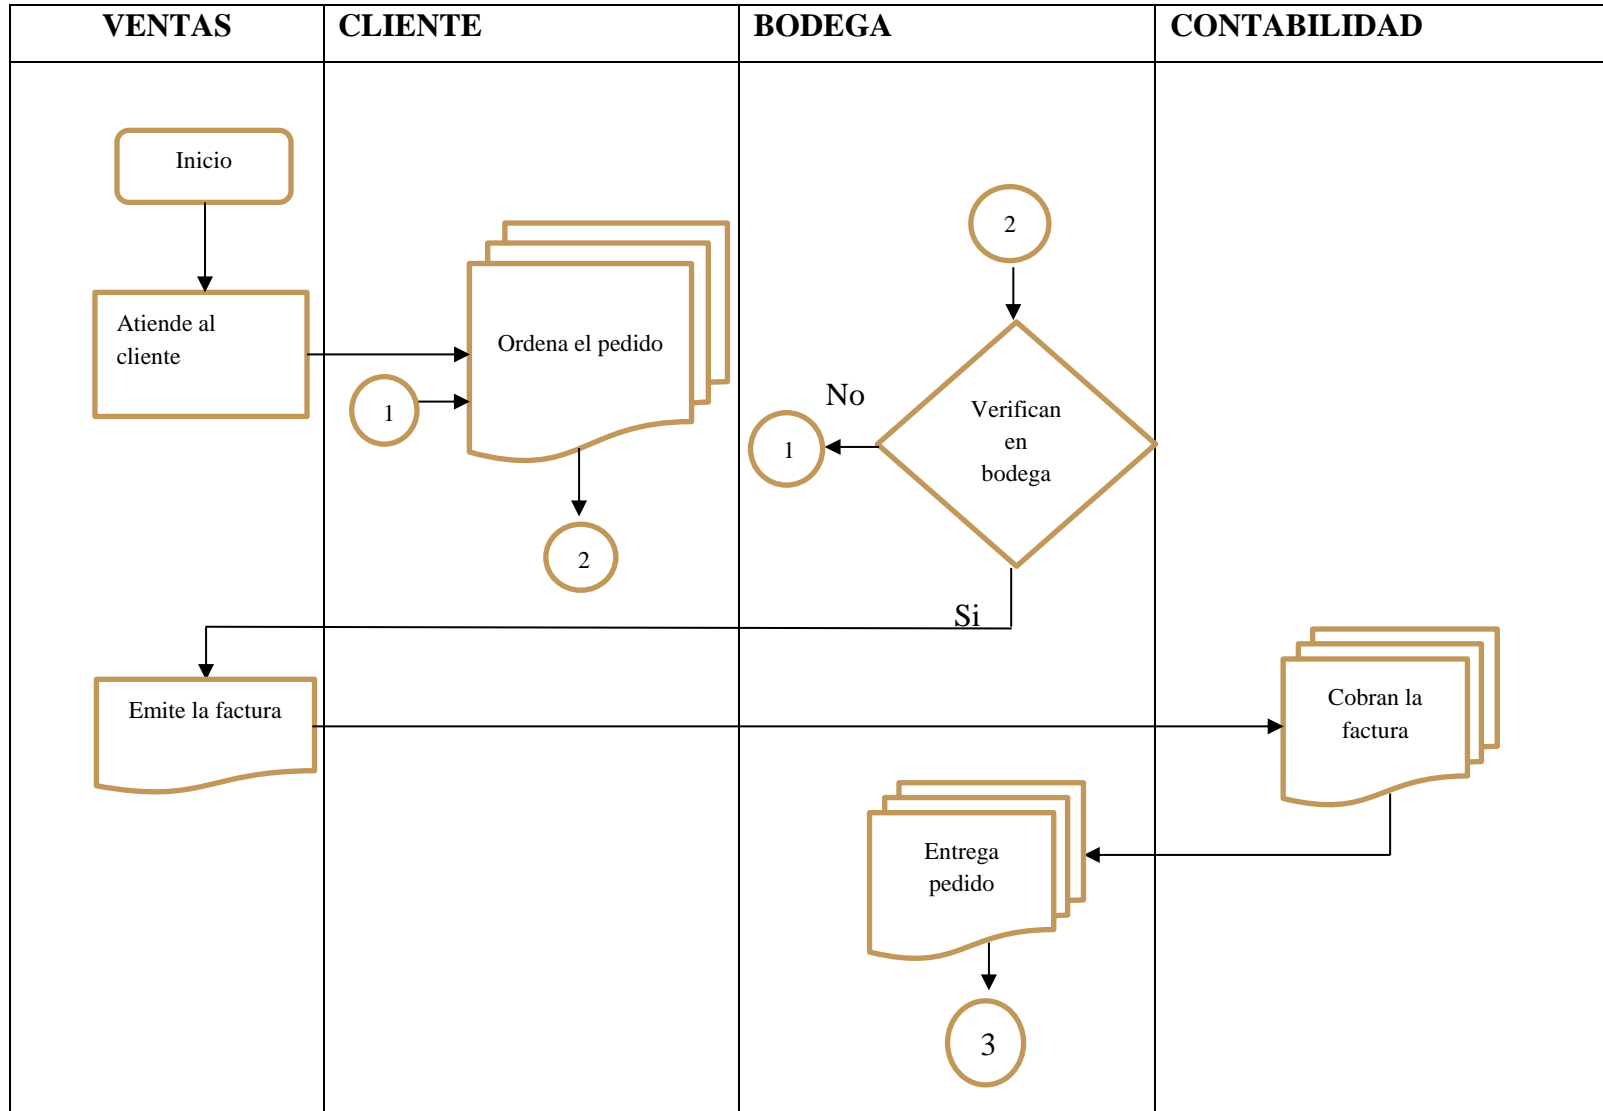 VENTAS
CLIENTE
BODEGA
CONTABILIDAD
Inicio
Atiende al
cliente
Ordena el pedido
1
2
2
Verifican
en
bodega
No
1
Si
Emite la factura
Cobran la
factura
Entrega
pedido
3